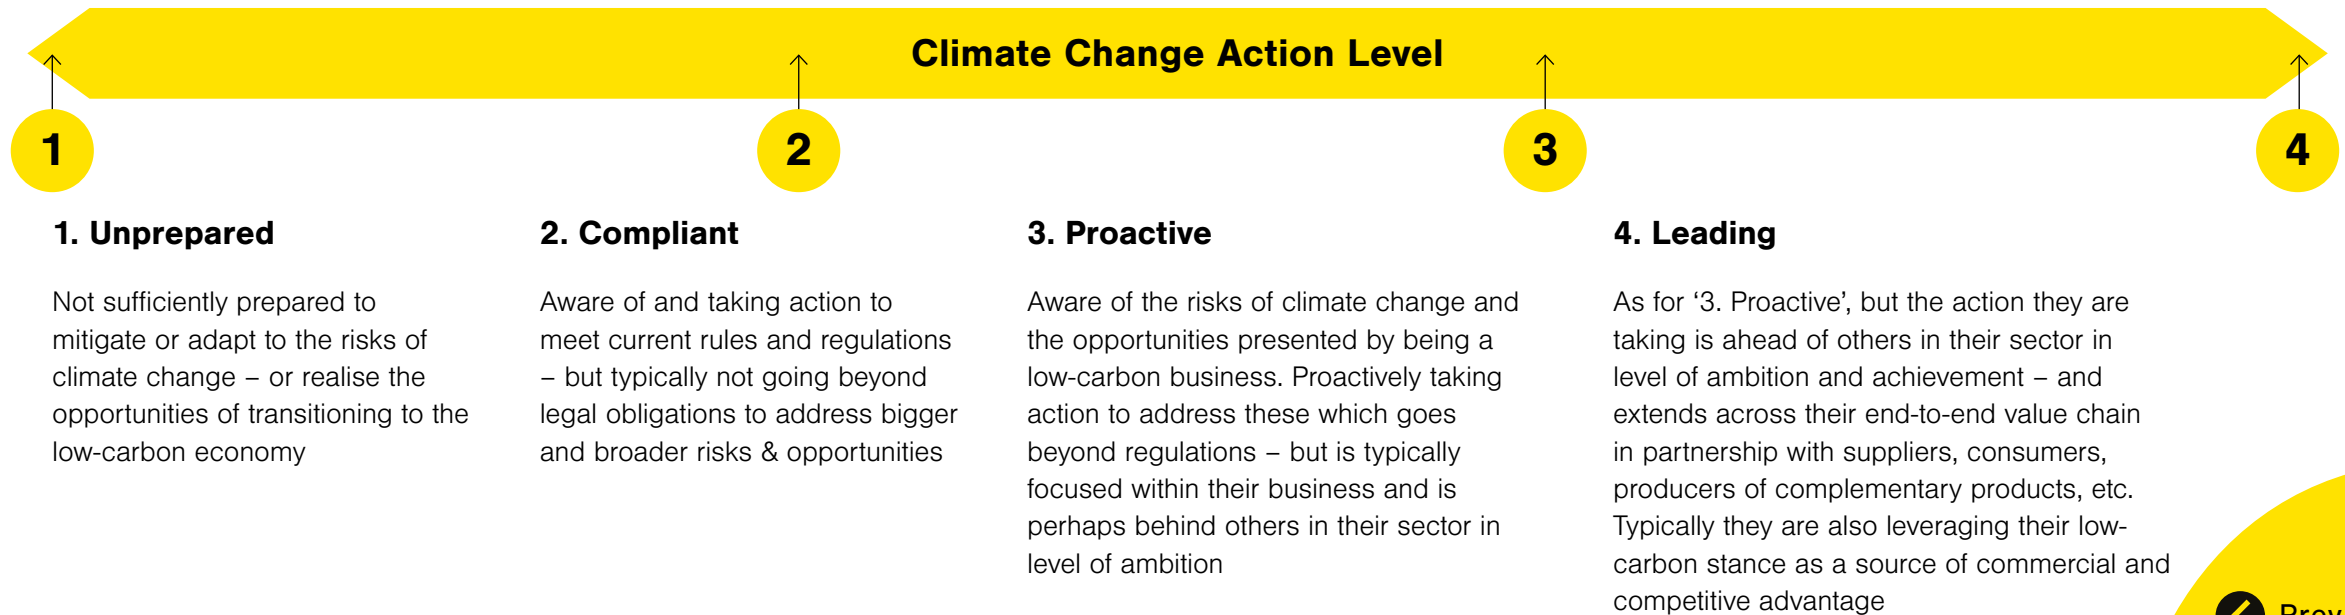 Climate Change Action Level
1
2
3
4
1. Unprepared
Not sufficiently prepared to
mitigate or adapt to the risks of
climate change – or realise the
opportunities of transitioning to the
low-carbon economy
2. Compliant
Aware of and taking action to
meet current rules and regulations
– but typically not going beyond
legal obligations to address bigger
and broader risks & opportunities
3. Proactive
Aware of the risks of climate change and
the opportunities presented by being a
low-carbon business. Proactively taking
action to address these which goes
beyond regulations – but is typically
focused within their business and is
perhaps behind others in their sector in
level of ambition
4. Leading
As for ‘3. Proactive’, but the action they are
taking is ahead of others in their sector in
level of ambition and achievement – and
extends across their end-to-end value chain
in partnership with suppliers, consumers,
producers of complementary products, etc.
Typically they are also leveraging their low-
carbon stance as a source of commercial and
competitive advantage
Prev